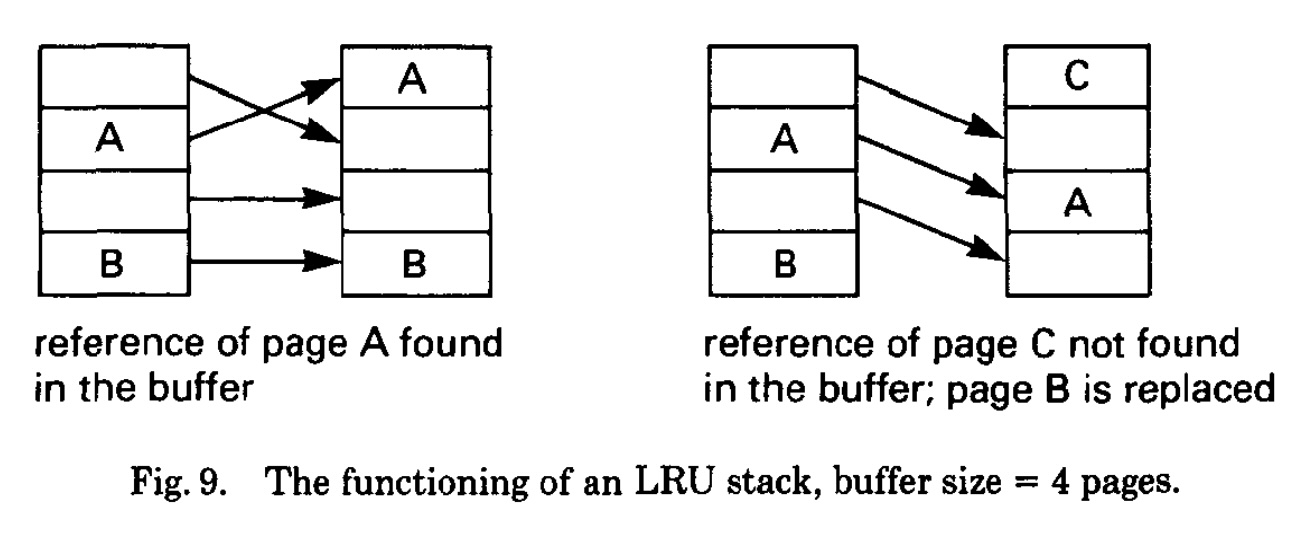 A
A
B
B
C
A
A
B
reference of page A found
in the buffer
reference of page C not found
in the buffer; page B is replaced
Fig. 9. The functioning of an LRU stack, buffer size = 4 pages.